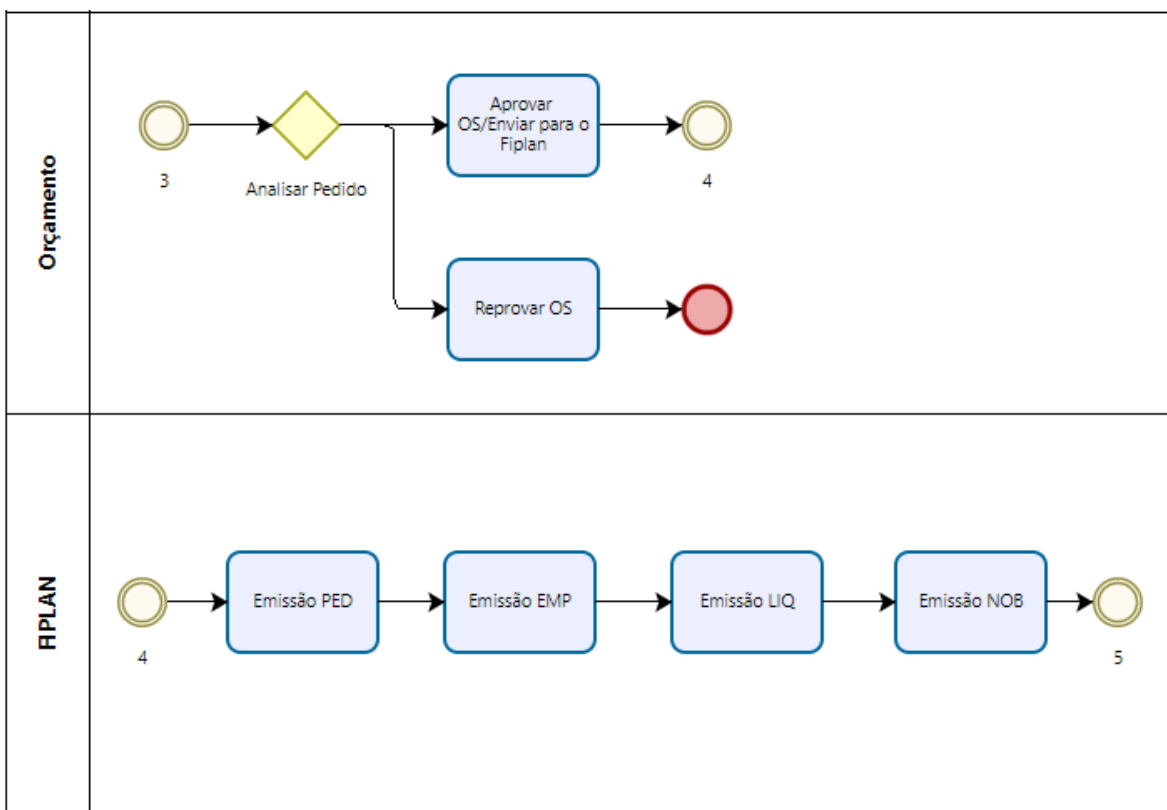 Orçamento
3
Analisar Pedido
Aprovar
OS/Enviar para o
Fiplan
4
Reprovar OS
FIPLAN
4
Emissão PED
Emissão EMP
Emissão LIQ
Emissão NOB
5